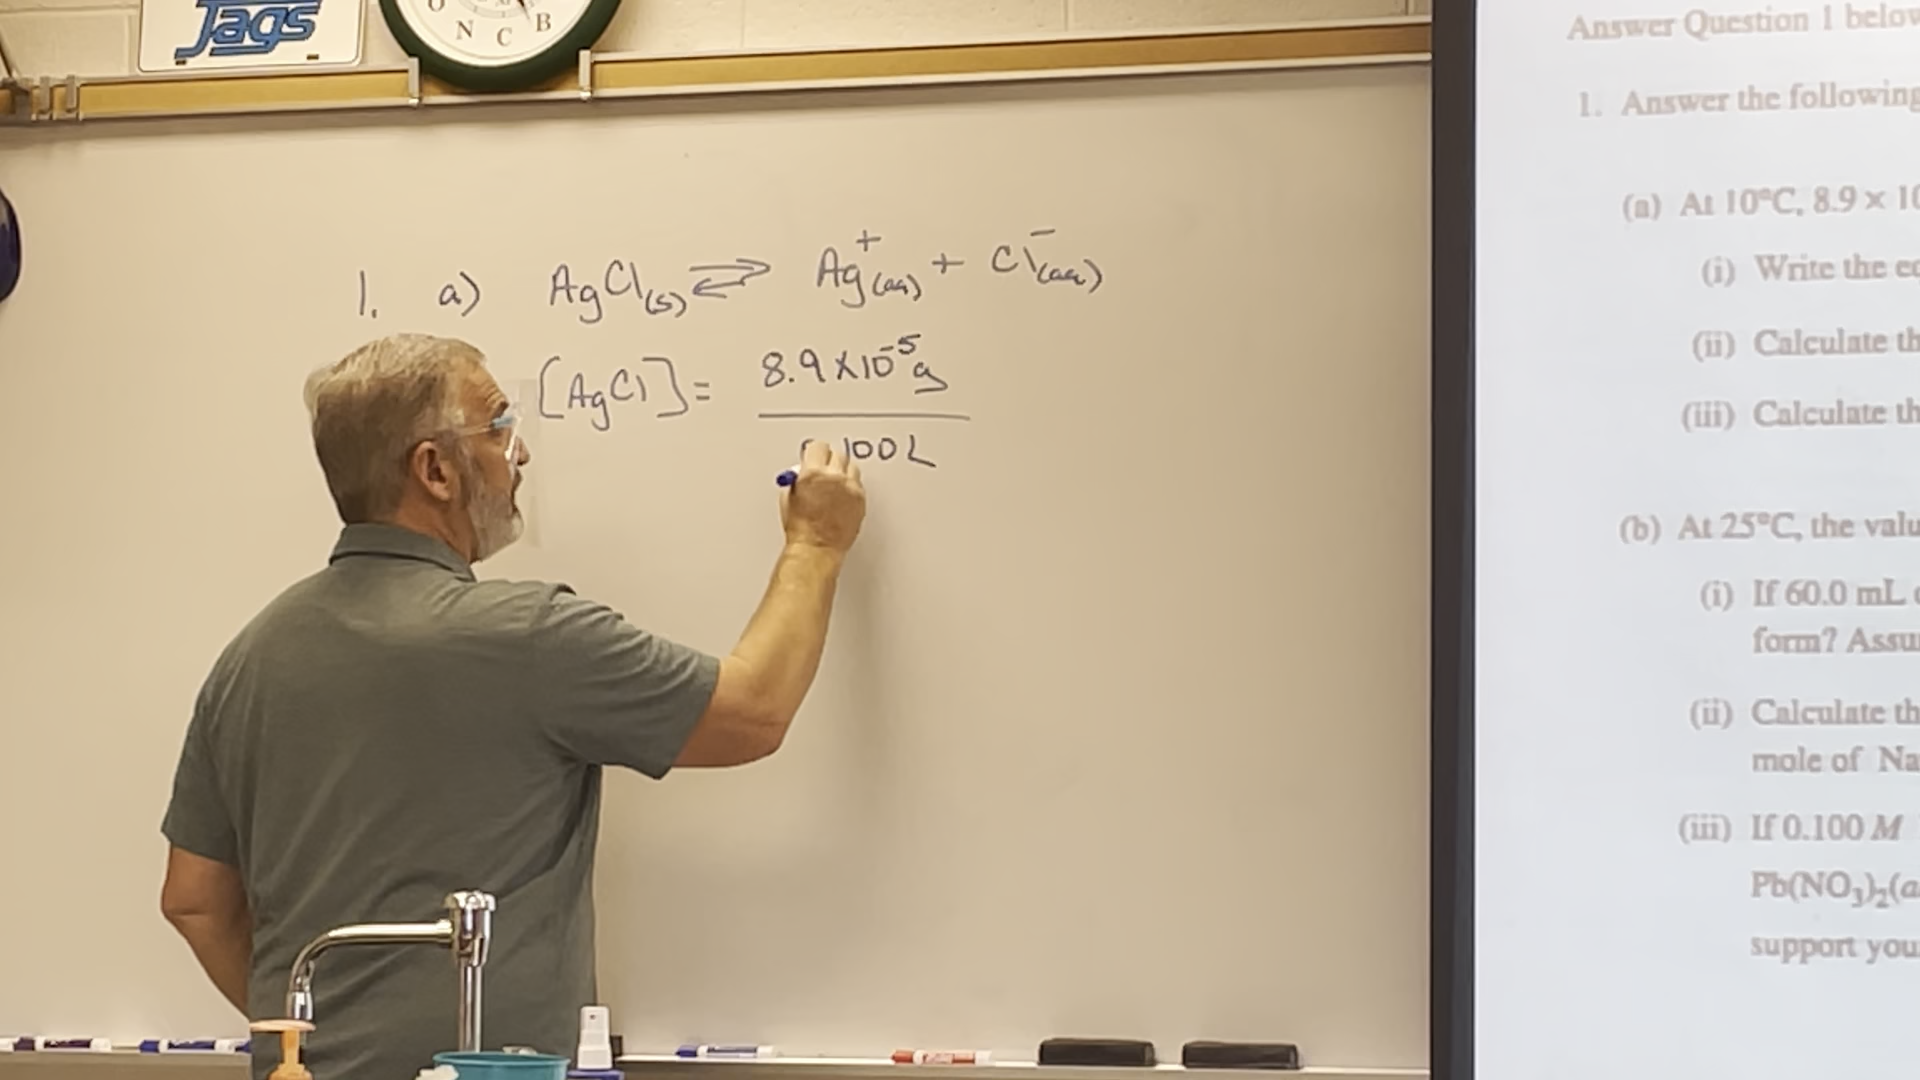 Jags
O N C B
1. a) AgCl(s) ⇌ Ag⁺(aq) + Cl⁻(aq)
[AgCl] = 8.9 x 10⁻⁵ g
100 L
Answer Question 1 below
1. Answer the following
(a) At 10°C, 8.9 × 10
(i) Write the
(ii) Calculate th
(iii) Calculate th
(b) At 25°C, the valu
(i) If 60.0 mL
form? Assu
(ii) Calculate th
mole of Na
(iii) If 0.100 M
Pb(NO₃)₂(a
support you